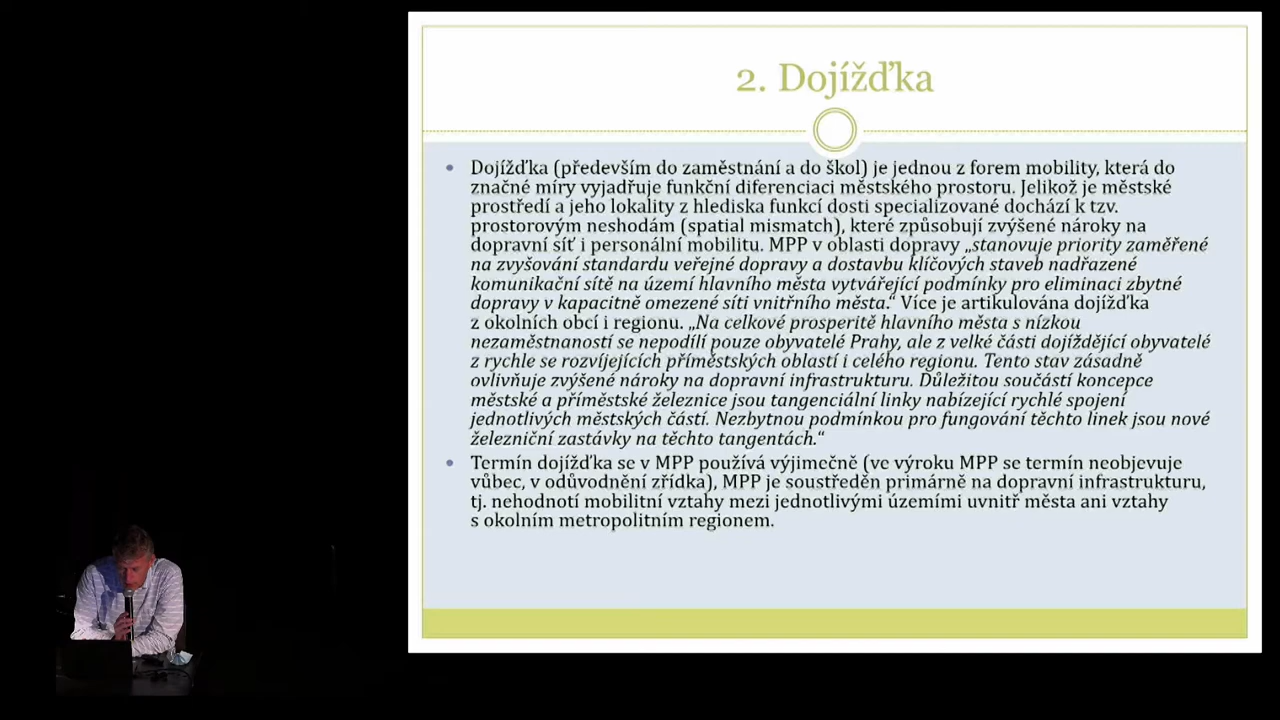 2. Dojížďka
• Dojížďka (především do zaměstnání a do škol) je jednou z forem mobility, která do
značné míry vyjadřuje funkční diferenciaci městského prostoru. Jelikož je městské
prostředí a jeho lokality z hlediska funkcí dosti specializované dochází k tzv.
prostorovým neshodám (spatial mismatch), které způsobují zvýšené nároky na
dopravní síť i personální mobilitu. MPP v oblasti dopravy „stanovuje priority zaměřené
na zvyšování standardu veřejné dopravy a dostavbu klíčových staveb nadřazené
komunikační sítě na území hlavního města vytvářející podmínky pro eliminaci zbytné
dopravy v kapacitně omezené síti vnitřního města.“ Více je artikulována dojížďka
z okolních obcí i regionu. „Na celkové prosperitě hlavního města s nízkou
nezaměstnaností se nepodílí pouze obyvatelé Prahy, ale z velké části dojíždějící obyvatelé
z rychle se rozvíjejících příměstských oblastí i celého regionu. Tento stav zásadně
ovlivňuje zvýšené nároky na dopravní infrastrukturu. Důležitou součástí koncepce
městské a příměstské železnice jsou tangenciální linky nabízející rychlé spojení
jednotlivých městských částí. Nezbytnou podmínkou pro fungování těchto linek jsou nové
železniční zastávky na těchto tangentách.“
• Termín dojížďka se v MPP používá výjimečně (ve výroku MPP se termín neobjevuje
vůbec, v odůvodnění zřídka), MPP je soustředěn primárně na dopravní infrastrukturu,
tj. nehodnotí mobilitní vztahy mezi jednotlivými územími uvnitř města ani vztahy
s okolním metropolitním regionem.